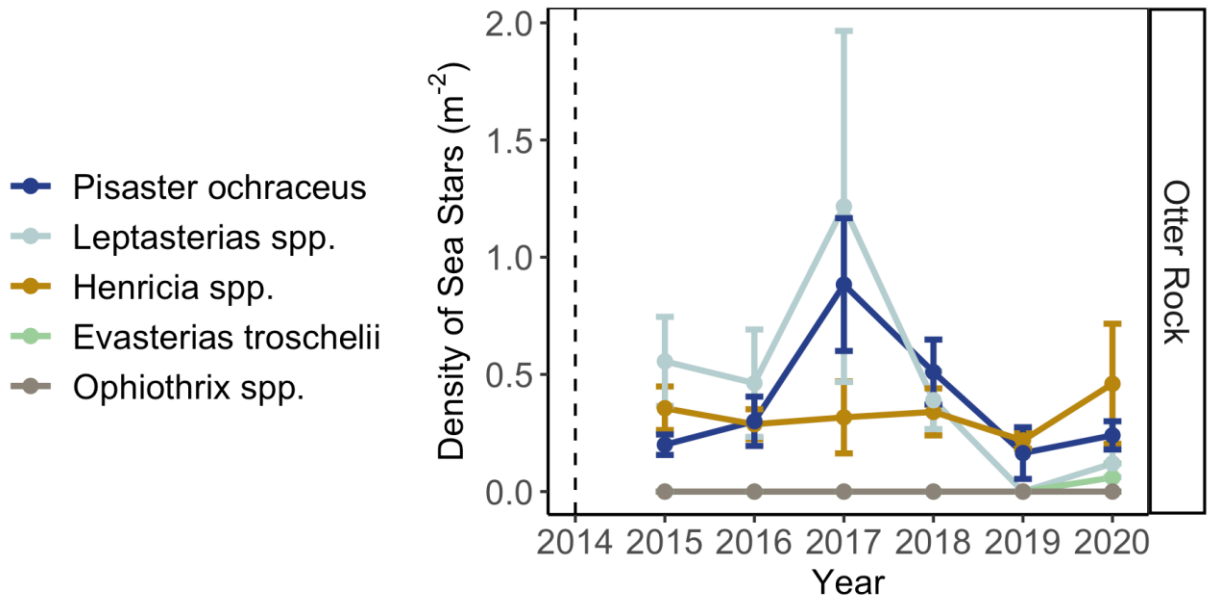 Pisaster ochraceus
Leptasterias spp.
Henricia spp.
Evasterias troschelii
Ophiothrix spp.
Density of Sea Stars (m⁻²)
2.0
1.5
1.0
0.5
0.0
2014 2015 2016 2017 2018 2019 2020
Year
Otter Rock